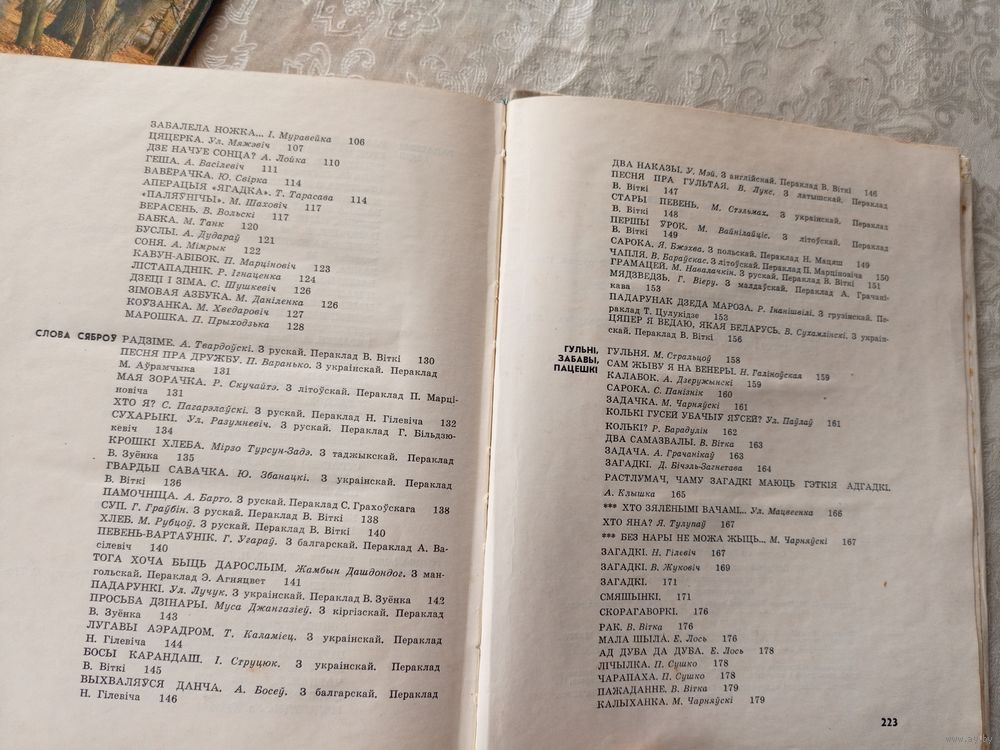 ЗАБАЛЕЛА НОЖКА... І. Муравейка 106
ЦЯЦЕРКА. Ул. Мяжэвіч 107
ДЗЕ НАЧУЕ СОНЦА? А. Лойка 110
ГЕША. А. Васілевіч 111
ВАВЕРАЧКА. Ю. Свірка 114
АПЕРАЦЫЯ «ЯГАДКА». Т. Тарасава 114
«ПАЛЯЎНІЧЫ». М. Шаховіч 117
ВЕРАСЕНЬ. В. Вольскі 117
БАБКА. М. Танк 120
БУСЛЫ. А. Дудараў 121
СОНЯ. А. Міжрык 122
КАВУН-АБІБОК. П. Марціновіч 123
ЛІСТАПАДНІК. Р. Ігнаценка 124
ДЗЕЦІ І ЗІМА. С. Шушкевіч 126
ЗІМОВАЯ АЗБУКА. М. Даніленка 126
КОЎЗАНКА. М. Хведаровіч 127
МАРОШКА. П. Прыходзька 128
СЛОВА СЯБРОЎ
РАДЗІМЕ. А. Твардоўскі. З рускай. Пераклад В. Віткі 130
ПЕСНЯ ПРА ДРУЖБУ. П. Варанько. З украінскай. Пераклад
М. Аўрамчыка 131
МАЯ ЗОРАЧКА. Р. Скучайтэ. З літоўскай. Пераклад П. Марці-
новіча 131
ХТО Я? С. Пагарэлаўскі. З рускай. Пераклад Н. Гілевіча 132
СУХАРЫКІ. Ул. Разумневіч. З рускай. Пераклад Г. Більдзю-
кевіч 134
КРОШКІ ХЛЕБА. Мірзо Турсун-Задэ. З таджыкскай. Пераклад
В. Зуёнка 135
ГВАРДЫІ САВАЧКА. Ю. Збанацкі. З украінскай. Пераклад
В. Віткі 136
ПАМОЧНІЦА. А. Барто. З рускай. Пераклад С. Грахоўскага 138
СУП. Г. Граўбін. З рускай. Пераклад В. Віткі 138
ХЛЕБ. М. Рубцоў. З рускай. Пераклад В. Віткі 140
ПЕВЕНЬ-ВАРТАЎНІК. Г. Угараў. З балгарскай. Пераклад А. Ва-
сілевіч 140
ТОГА ХОЧА БЫЦЬ ДАРОСЛЫМ. Жамбын Дашдондог. З ман-
гольскай. Пераклад Э. Агняцвет 141
ПАДАРУНКІ. Ул. Лучук. З украінскай. Пераклад В. Зуёнка 142
ПРОСЬБА ДЗІНАРЫ. Муса Джангазіеў. З кіргізскай. Пераклад
В. Зуёнка 143
ЛУГАВЫ АЭРАДРОМ. Т. Каламіец. З украінскай. Пераклад
Н. Гілевіча 144
БОСЫ КАРАНДАШ. І. Струцюк. З украінскай. Пераклад
В. Віткі 145
ВЫХВАЛЯУСЯ ДАНЧА. А. Босеў. З балгарскай. Пераклад
Н. Гілевіча 146
ДВА НАКАЗЫ. У. Мэй. З англійскай. Пераклад В. Віткі 146
ПЕСНЯ ПРА ГУЛЬТАЯ. В. Лукс. З латышскай. Пераклад
В. Віткі 147
СТАРЫ ПЕВЕНЬ. М. Стэльмах. З украінскай. Пераклад
В. Віткі 148
ПЕРШЫ ЎРОК. М. Вайнілайціс. З літоўскай. Пераклад
В. Віткі 149
САРОКА. Я. Бжэхва. З польскай. Пераклад Н. Мацяш 149
ЧАПЛЯ. В. Бараўскас. З літоўскай. Пераклад П. Марціновіча 150
ГРАМАЦЕЙ. М. Навалачкін. З рускай. Пераклад В. Віткі 151
МЯДЗВЕДЗЬ. Г. Віеру. З малдаўскай. Пераклад А. Грачані-
кава 153
ПАДАРУНАК ДЗЕДА МАРОЗА. Р. Інанішвілі. З грузінскай. Пе-
раклад Т. Цулукідзе 153
ЦЯПЕР Я ВЕДАЮ, ЯКАЯ БЕЛАРУСЬ. В. Сухамлінскі. З украін-
скай. Пераклад В. Віткі 156
ГУЛЬНІ,
ЗАБАВЫ,
ПАЦЕШКІ
ГУЛЬНЯ. М. Стральцоў 158
САМ ЖЫВУ Я НА ВЕНЕРЫ. Н. Галіноўская 159
КАЛАБОК. А. Дзеружынскі 159
САРОКА. С. Панізнік 160
ЗАДАЧКА. М. Чарняўскі 161
КОЛЬКІ ГУСЕЙ УБАЧЫУ ЯЎСЕЙ? Ул. Паўлаў 161
КОЛЬКІ? Р. Барадулін 162
ДВА САМАЗВАЛЫ. В. Вітка 163
ЗАДАЧА. А. Грачанікаў 163
ЗАГАДКІ. Д. Бічэль-Загнетава 164
РАСТЛУМАЧ, ЧАМУ ЗАГАДКІ МАЮЦЬ ГЭТКІЯ АДГАДКІ.
А. Клышка 165
*** ХТО ЗЯЛЁНЫМІ ВАЧАМІ... Ул. Мацвеенка 166
ХТО ЯНА? Я. Тулупаў 167
*** БЕЗ НАРЫ НЕ МОЖА ЖЫЦЬ... М. Чарняўскі 167
ЗАГАДКІ. Н. Гілевіч 167
ЗАГАДКІ. В. Жуковіч 169
ЗАГАДКІ. 171
СМЯШЫНКІ. 171
СКОРАГАВОРКІ. 176
РАК. В. Вітка 176
МАЛА ШЫЛА. Е. Лось 176
АД ДУБА ДА ДУБА. Е. Лось 178
ЛІЧЫЛКА. П. Сушко 178
ЧАРАПАХА. П. Сушко 178
ПАЖАДАННЕ. В. Вітка 179
КАЛЫХАНКА. М. Чарняўскі 179
223
www.ay.by